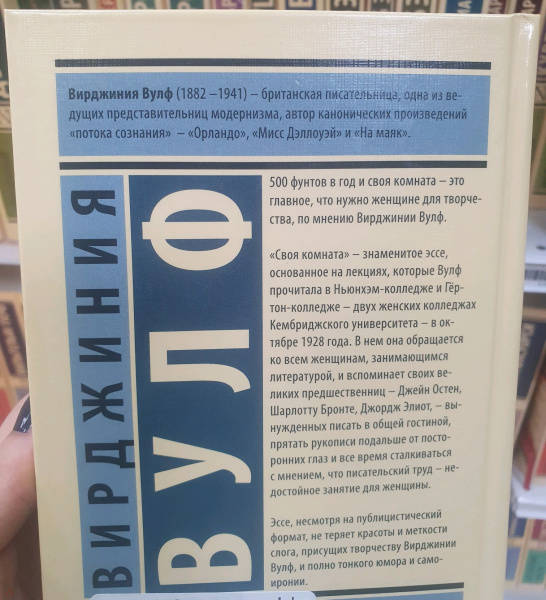 Вирджиния Вулф (1882 –1941) – британская писательница, одна из ве-
дущих представительниц модернизма, автор канонических произведений
«потока сознания» – «Орландо», «Мисс Дэллоуэй» и «На маяк».
ВИРДЖИНИЯ
ВУЛФ
500 фунтов в год и своя комната – это
главное, что нужно женщине для творче-
ства, по мнению Вирджинии Вулф.
«Своя комната» – знаменитое эссе,
основанное на лекциях, которые Вулф
прочитала в Ньюнхэм-колледже и Гёр-
тон-колледже – двух женских колледжах
Кембриджского университета – в ок-
тябре 1928 года. В нем она обращается
ко всем женщинам, занимающимся
литературой, и вспоминает своих ве-
ликих предшественниц – Джейн Остен,
Шарлотту Бронте, Джордж Элиот, – вы-
нужденных писать в общей гостиной,
прятать рукописи подальше от посто-
ронних глаз и все время сталкиваться
с мнением, что писательский труд – не-
достойное занятие для женщины.
Эссе, несмотря на публицистический
формат, не теряет красоты и меткости
слога, присущих творчеству Вирджинии
Вулф, и полно тонкого юмора и само-
иронии.